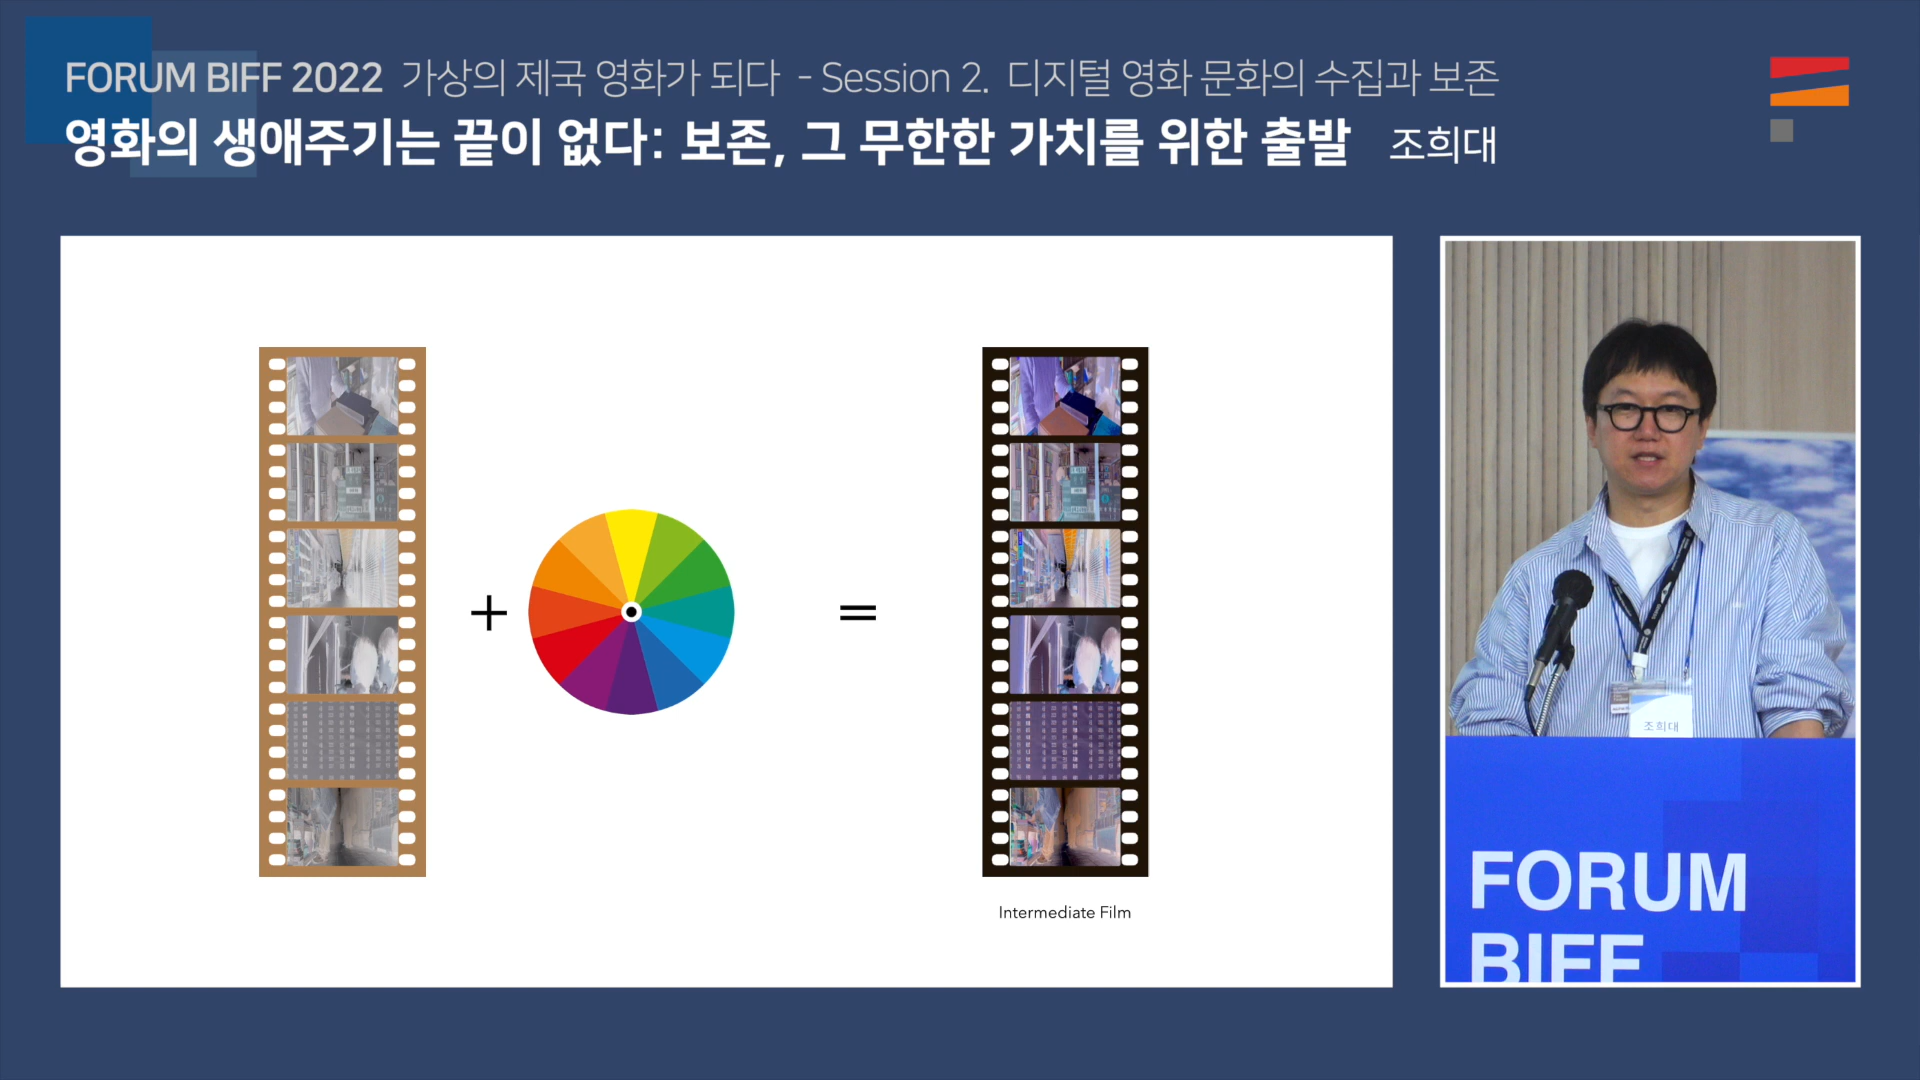 FORUM BIFF 2022 가상의 제국 영화가 되다 - Session 2. 디지털 영화 문화의 수집과 보존
영화의 생애주기는 끝이 없다: 보존, 그 무한한 가치를 위한 출발 조희대
Intermediate Film
조희대
FORUM
BIFF